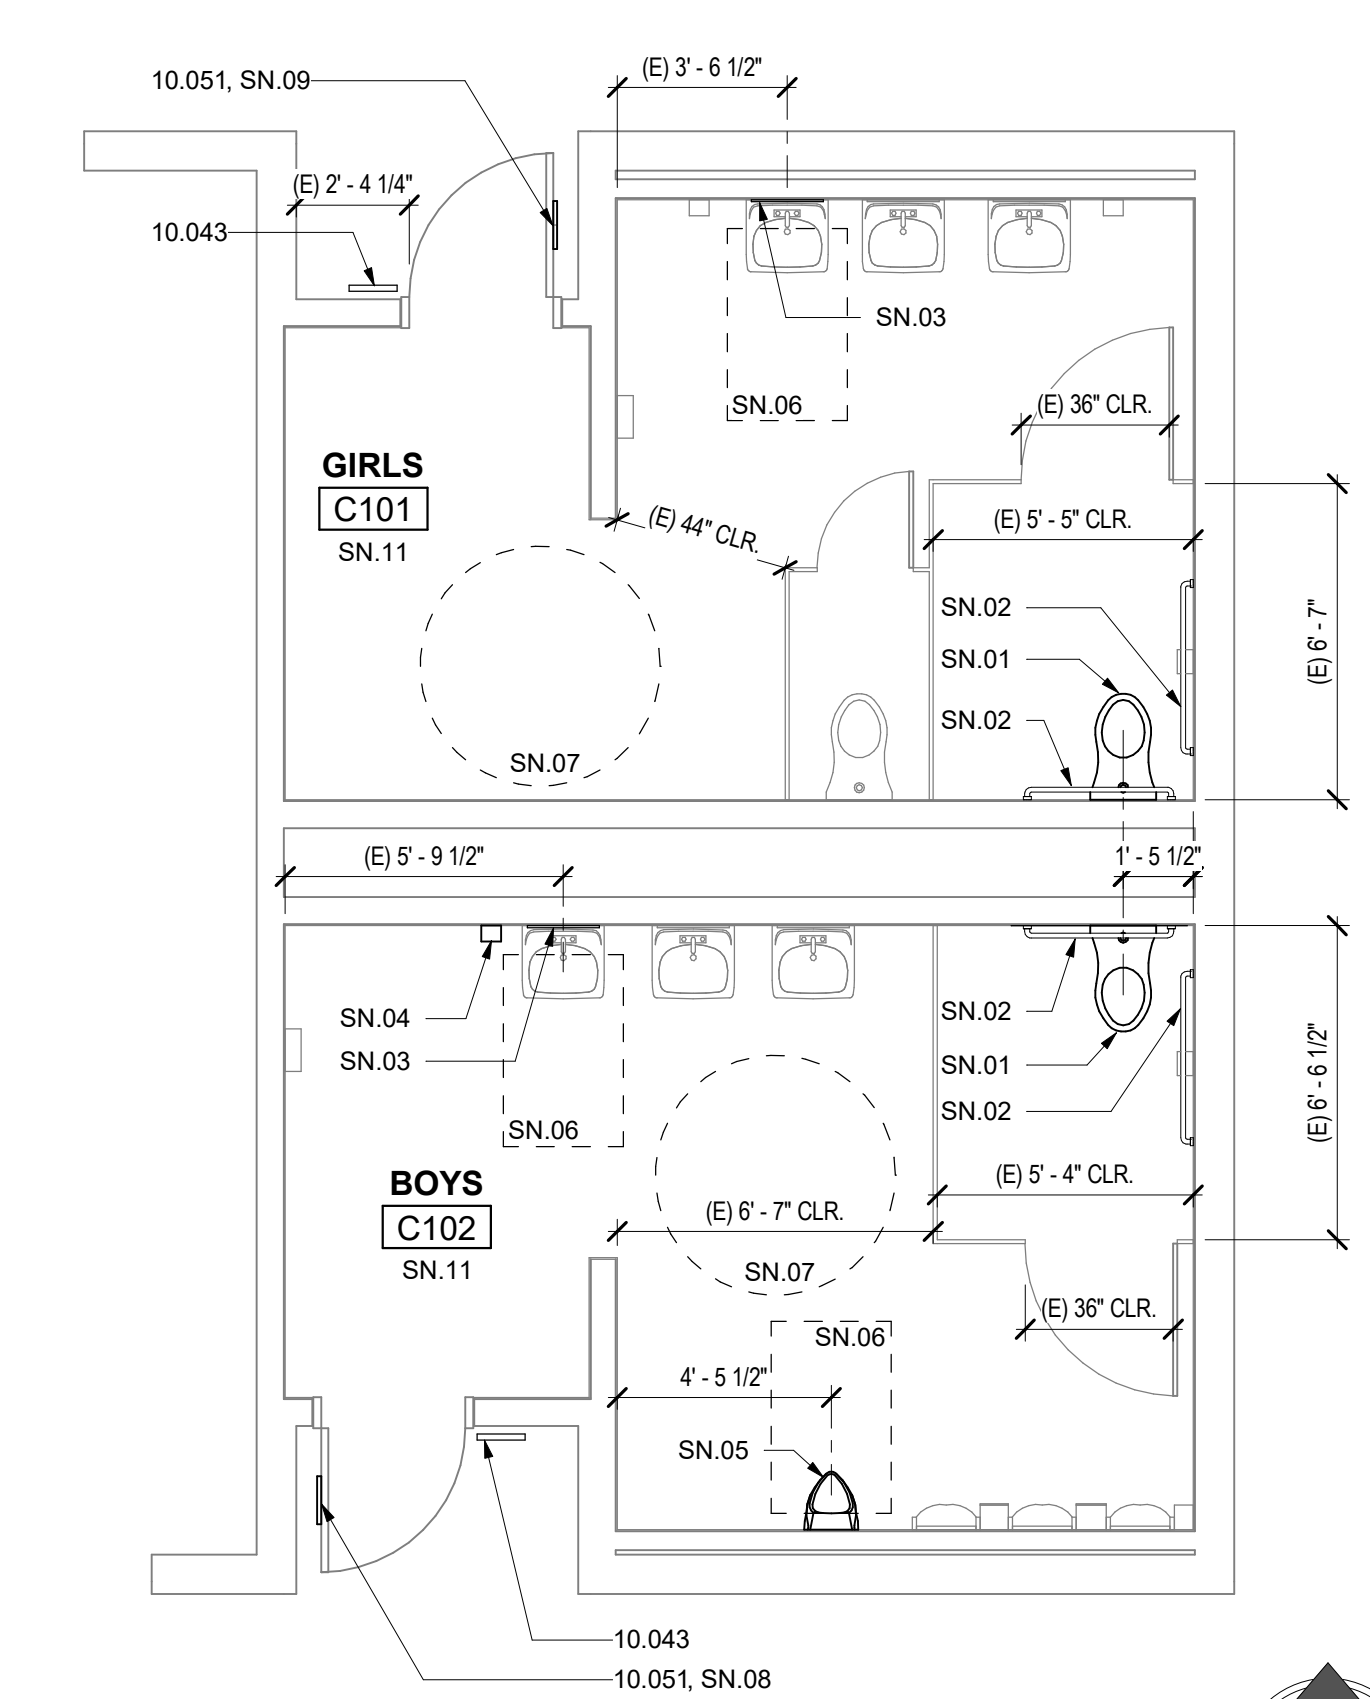 (E) 3' - 6 1/2"
10.051, SN.09
(E) 2' - 4 1/4"
10.043
SN.03
SN.06
(E) 36" CLR.
GIRLS
C101
SN.11
(E) 44" CLR.
(E) 5' - 5" CLR.
SN.02
SN.01
SN.02
(E) 6' - 7"
SN.07
(E) 5' - 9 1/2"
1' - 5 1/2"
SN.04
SN.03
SN.06
SN.02
SN.01
SN.02
(E) 6' - 6 1/2"
BOYS
C102
SN.11
(E) 5' - 4" CLR.
(E) 6' - 7" CLR.
SN.07
(E) 36" CLR.
SN.06
4' - 5 1/2"
SN.05
10.043
10.051, SN.08